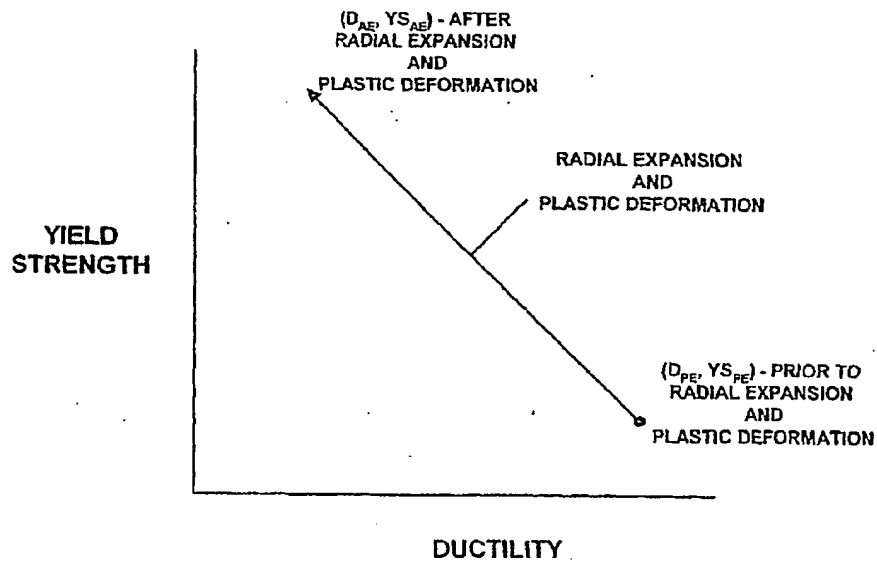 (D_AE, YS_AE) - AFTER
RADIAL EXPANSION
AND
PLASTIC DEFORMATION
RADIAL EXPANSION
AND
PLASTIC DEFORMATION
YIELD
STRENGTH
(D_PE, YS_PE) - PRIOR TO
RADIAL EXPANSION
AND
PLASTIC DEFORMATION
DUCTILITY